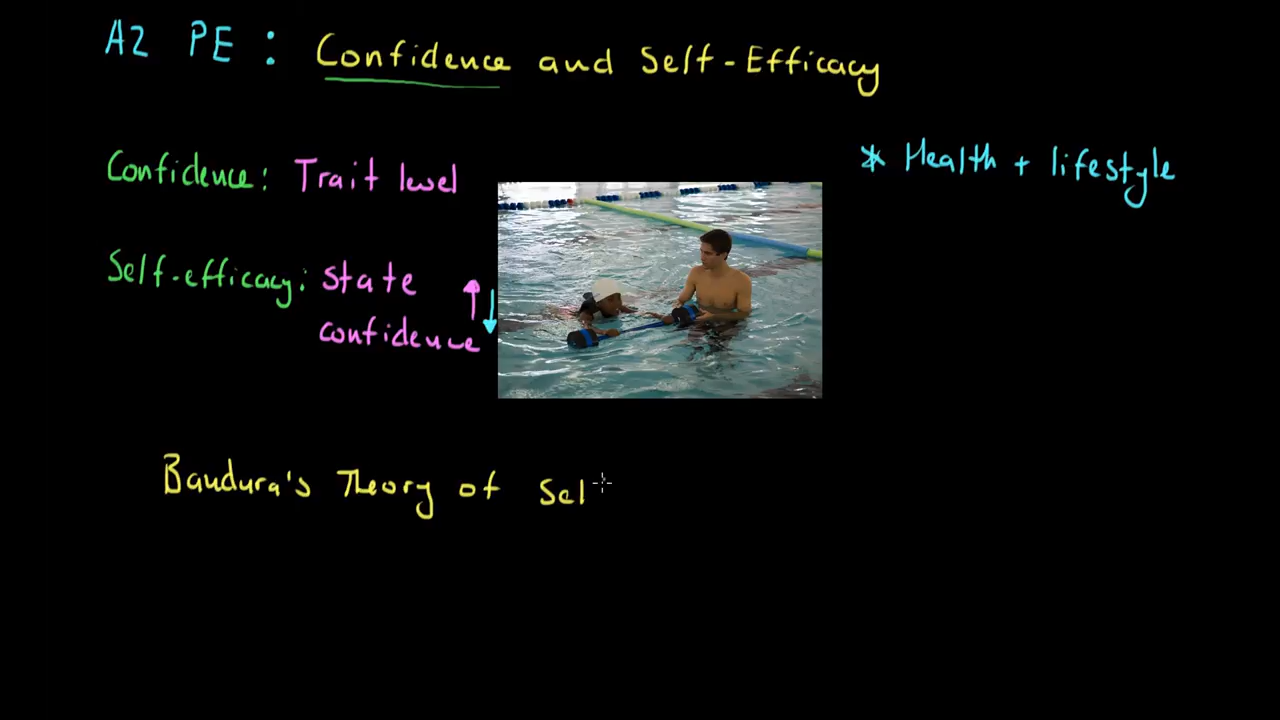 A2 PE : Confidence and Self-Efficacy
Confidence: Trait level
* Health + lifestyle
Self-efficacy: state
confidence
Bandura's Theory of Sel